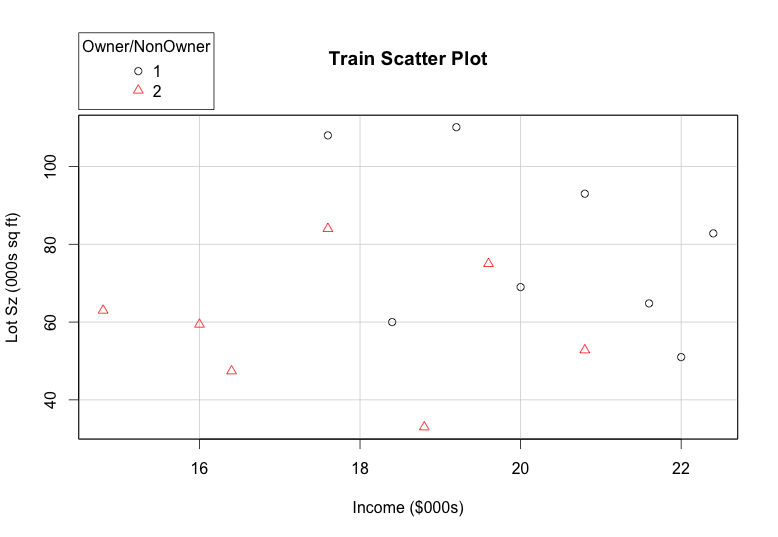 Owner/NonOwner
1
2
Train Scatter Plot
Lot Sz (000s sq ft)
100
80
60
40
16 18 20 22
Income ($000s)